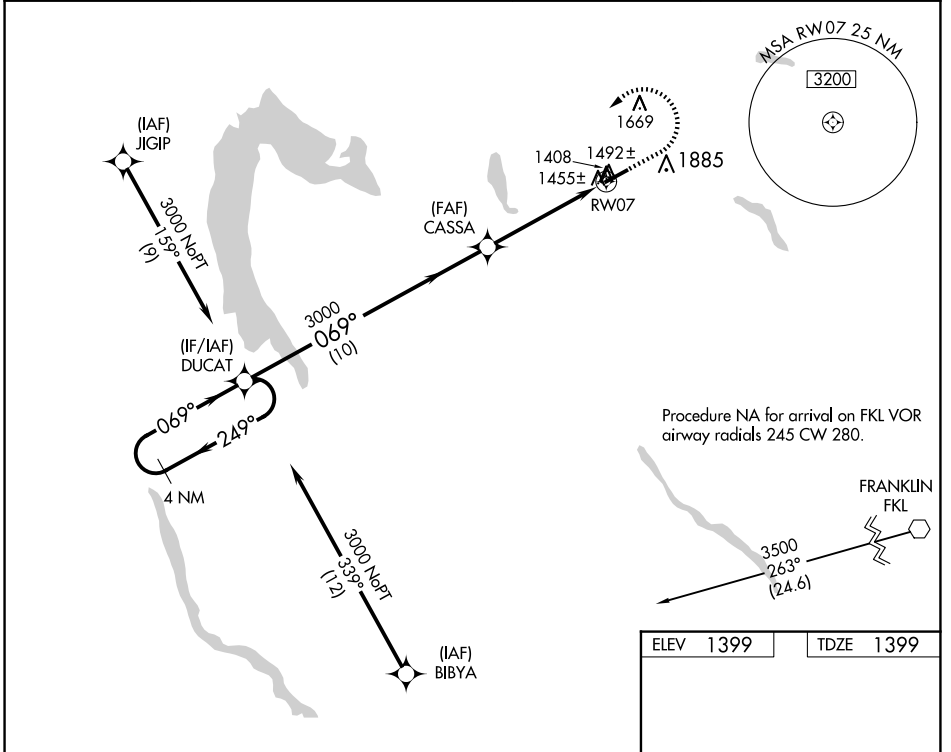 MSA RW07 25 NM
3200
(IAF)
JIGIP
3000 NoPT
159°
(9)
1669
1408
1492±
1455±
1885
RW07
(FAF)
CASSA
3000
069°
(10)
(IF/IAF)
DUCAT
069°
249°
4 NM
Procedure NA for arrival on FKL VOR
airway radials 245 CW 280.
FRANKLIN
FKL
3500
263°
(24.6)
3000 NoPT
339°
(12)
(IAF)
BIBYA
ELEV 1399
TDZE 1399